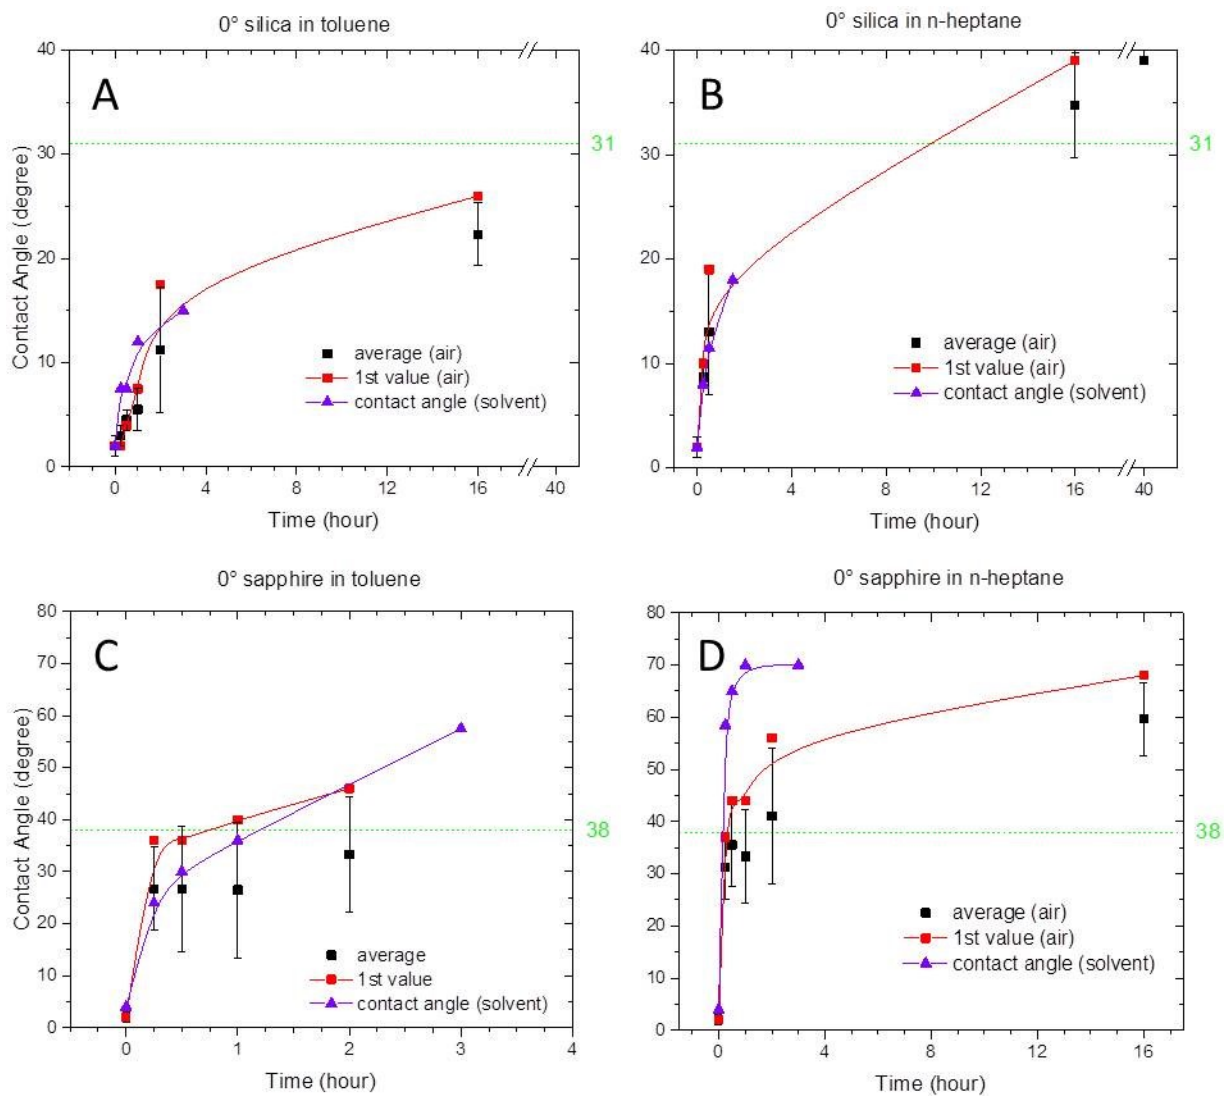 0° silica in toluene
40
A
31
30
20
10
0
Contact Angle (degree)
average (air)
1st value (air)
contact angle (solvent)
0 4 8 12 16 40
Time (hour)
0° silica in n-heptane
40
B
31
30
20
10
0
average (air)
1st value (air)
contact angle (solvent)
0 4 8 12 16 40
Time (hour)
0° sapphire in toluene
80
C
70
60
50
40
38
30
20
10
0
Contact Angle (degree)
average
1st value
contact angle (solvent)
0 1 2 3 4
Time (hour)
0° sapphire in n-heptane
80
D
70
60
50
40
38
30
20
10
0
average (air)
1st value (air)
contact angle (solvent)
0 4 8 12 16
Time (hour)